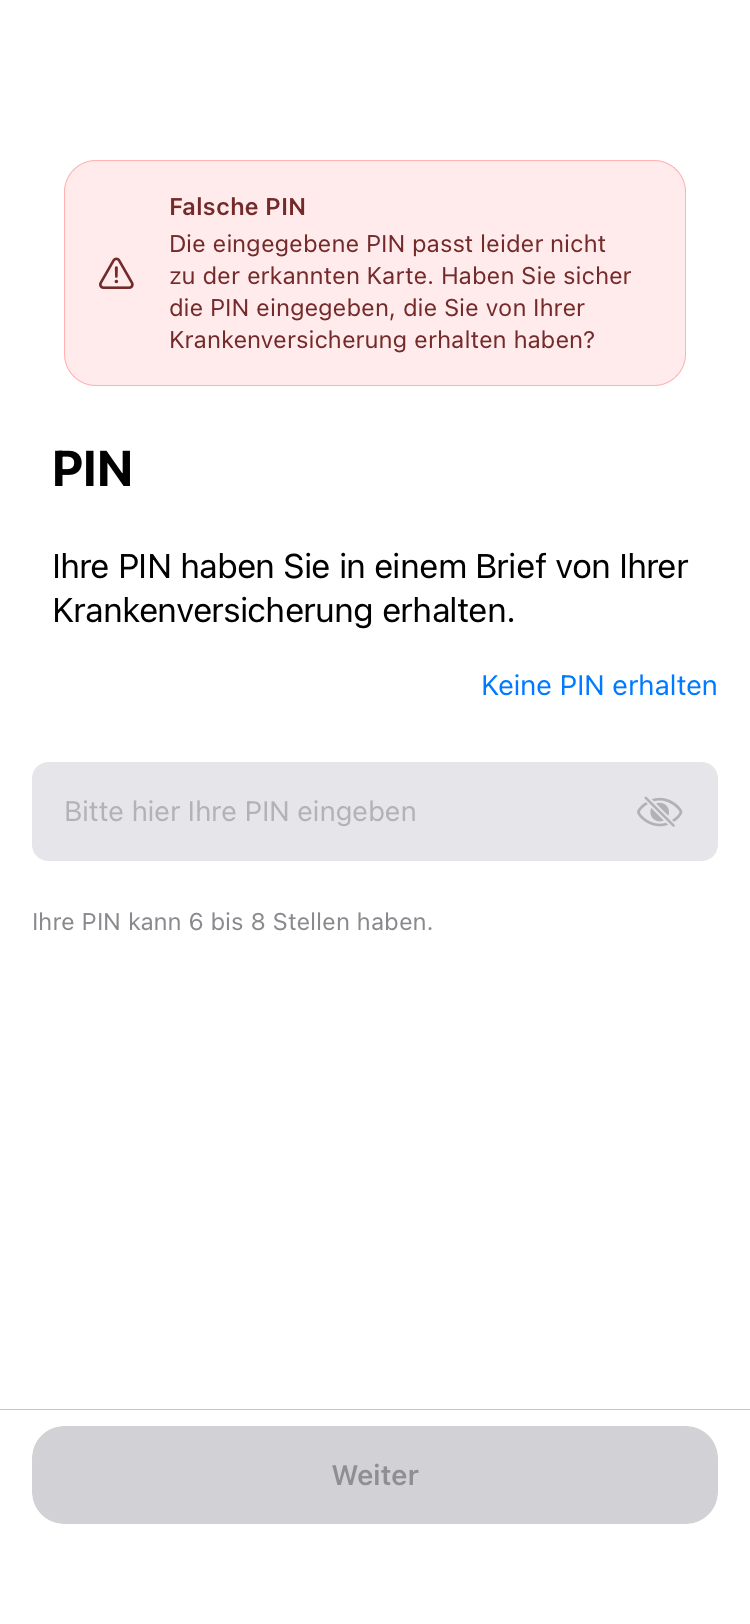 Falsche PIN
Die eingegebene PIN passt leider nicht
zu der erkannten Karte. Haben Sie sicher
die PIN eingegeben, die Sie von Ihrer
Krankenversicherung erhalten haben?
PIN
Ihre PIN haben Sie in einem Brief von Ihrer
Krankenversicherung erhalten.
Keine PIN erhalten
Bitte hier Ihre PIN eingeben
Ihre PIN kann 6 bis 8 Stellen haben.
Weiter